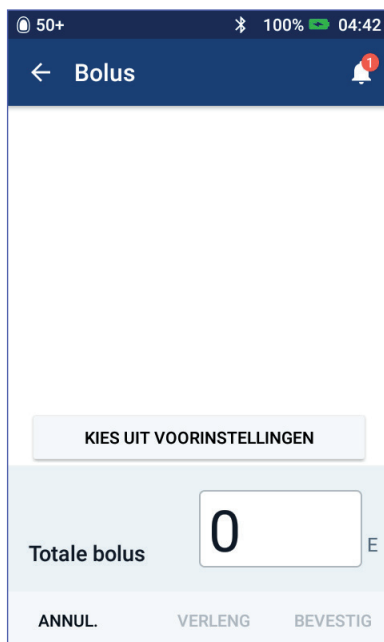 50+ 100% 04:42
Bolus 1
KIES UIT VOORINSTELLINGEN
Totale bolus 0 E
ANNUL. VERLENG BEVESTIG